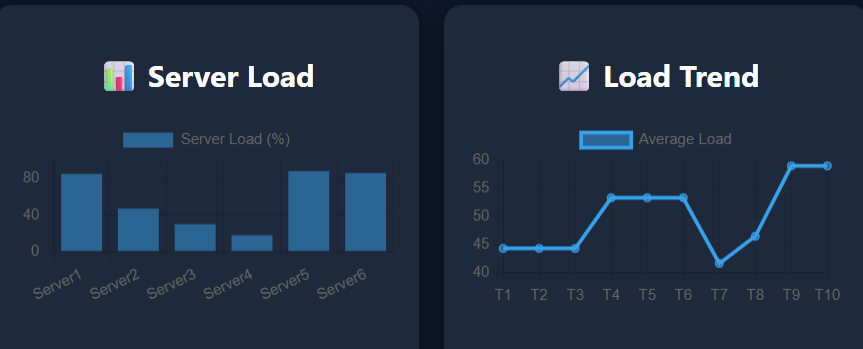 Server Load
Server Load (%)
80
40
0
Server1
Server2
Server3
Server4
Server5
Server6
Load Trend
Average Load
60
55
50
45
40
T1 T2 T3 T4 T5 T6 T7 T8 T9 T10